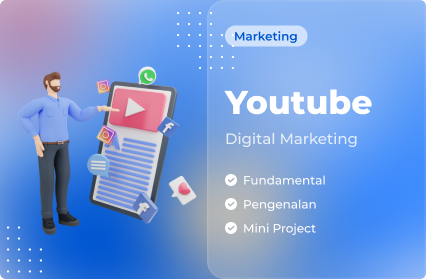 Marketing
Youtube
Digital Marketing
Fundamental
Pengenalan
Mini Project